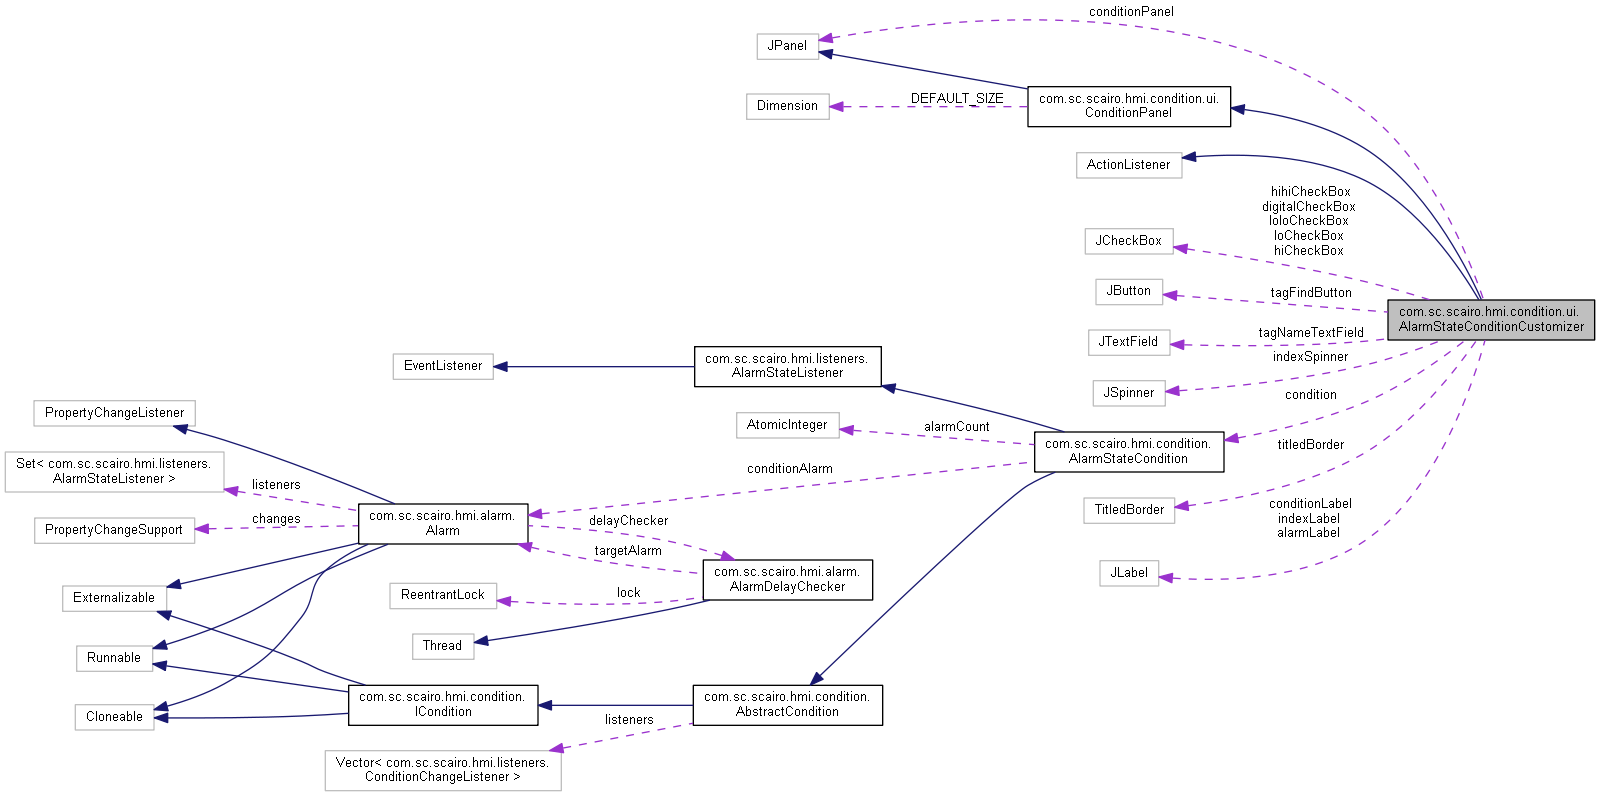 conditionPanel
JPanel
com.sc.scairo.hmi.condition.ui.
ConditionPanel
Dimension
DEFAULT_SIZE
ActionListener
hihiCheckBox
digitalCheckBox
loloCheckBox
loCheckBox
hiCheckBox
JCheckBox
JButton
tagFindButton
com.sc.scairo.hmi.condition.ui.
AlarmStateConditionCustomizer
JTextField
tagNameTextField
indexSpinner
JSpinner
condition
EventListener
com.sc.scairo.hmi.listeners.
AlarmStateListener
PropertyChangeListener
AtomicInteger
alarmCount
com.sc.scairo.hmi.condition.
AlarmStateCondition
titledBorder
Set< com.sc.scairo.hmi.listeners.
AlarmStateListener >
listeners
conditionAlarm
PropertyChangeSupport
changes
com.sc.scairo.hmi.alarm.
Alarm
delayChecker
targetAlarm
TitledBorder
conditionLabel
indexLabel
alarmLabel
JLabel
com.sc.scairo.hmi.alarm.
AlarmDelayChecker
Externalizable
ReentrantLock
lock
Thread
Runnable
Cloneable
com.sc.scairo.hmi.condition.
ICondition
com.sc.scairo.hmi.condition.
AbstractCondition
listeners
Vector< com.sc.scairo.hmi.listeners.
ConditionChangeListener >